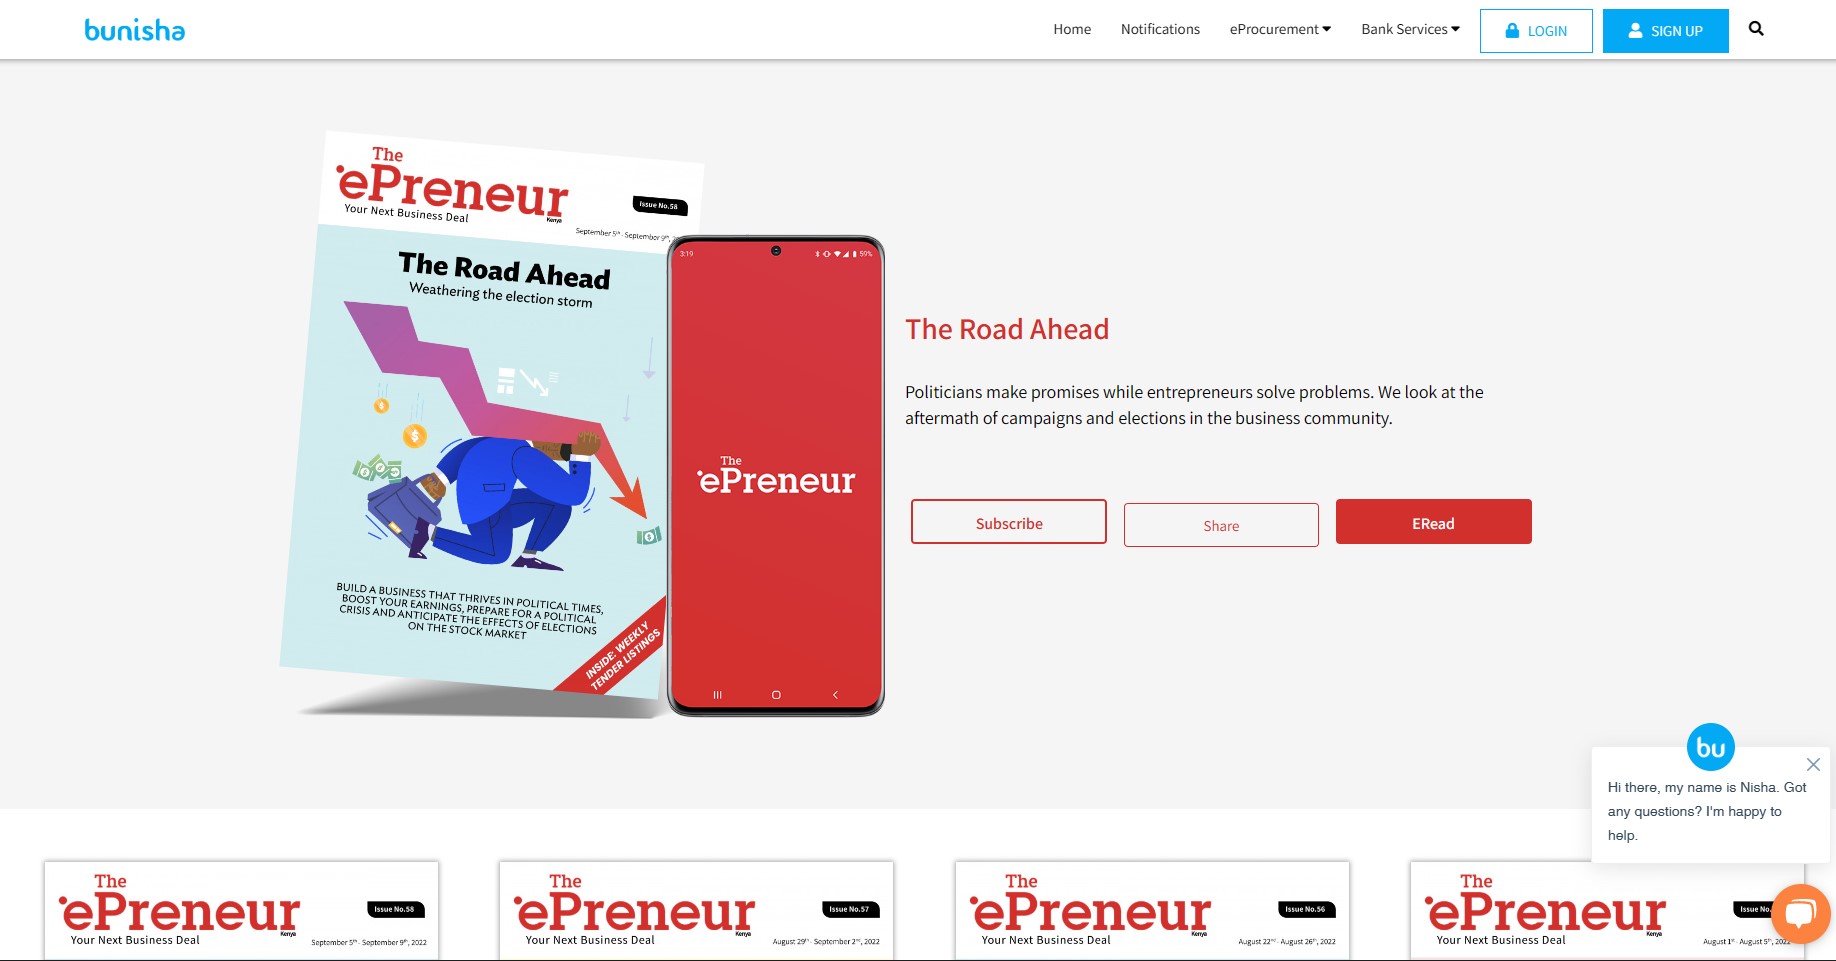 bunisha
Home
Notifications
eProcurement
Bank Services
LOGIN
SIGN UP
The
ePreneur
Kenya
Your Next Business Deal
Issue No.58
September 5th - September 9th,
The Road Ahead
Weathering the election storm
BUILD A BUSINESS THAT THRIVES IN POLITICAL TIMES,
BOOST YOUR EARNINGS, PREPARE FOR A POLITICAL
CRISIS AND ANTICIPATE THE EFFECTS OF ELECTIONS
ON THE STOCK MARKET
INSIDE: WEEKLY
TENDER LISTINGS
3:19
59%
The
ePreneur
The Road Ahead
Politicians make promises while entrepreneurs solve problems. We look at the
aftermath of campaigns and elections in the business community.
Subscribe
Share
ERead
bu
Hi there, my name is Nisha. Got
any questions? I'm happy to
help.
The
ePreneur
Kenya
Your Next Business Deal
Issue No.58
September 5th - September 9th, 2022
The
ePreneur
Kenya
Your Next Business Deal
Issue No.57
August 29th - September 2nd, 2022
The
ePreneur
Kenya
Your Next Business Deal
Issue No.56
August 22nd - August 26th, 2022
The
ePreneur
Kenya
Your Next Business Deal
Issue No.
August 1st - August 5th, 2022